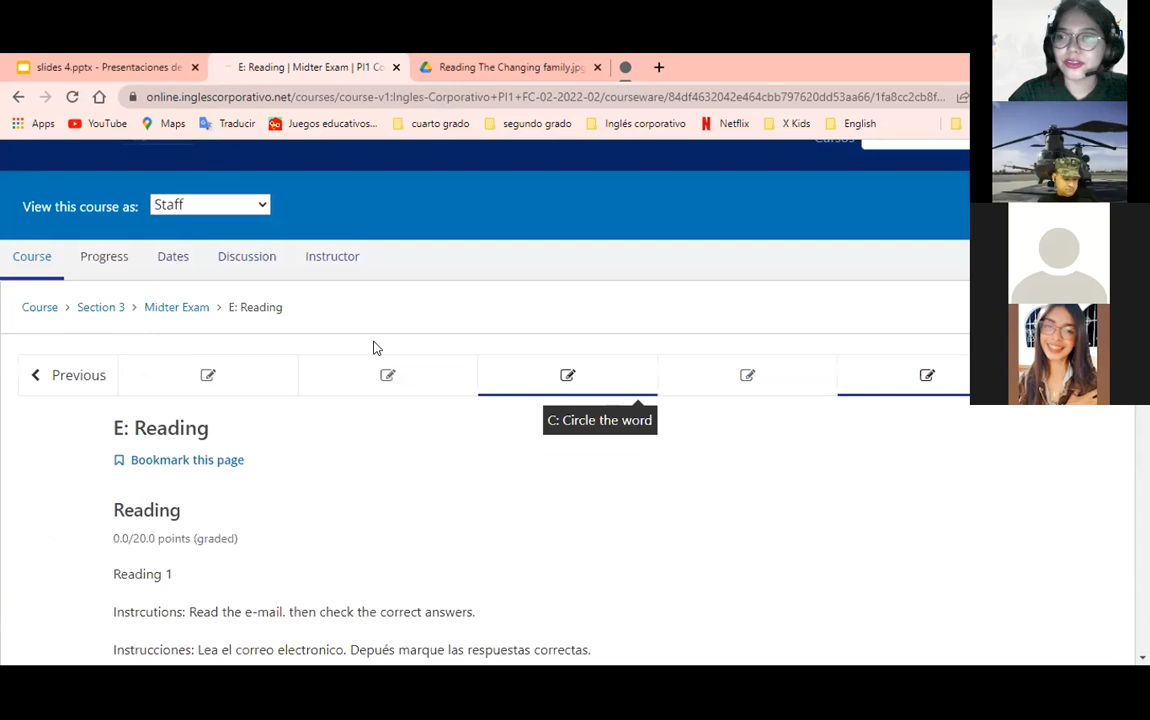 slides 4.pptx - Presentaciones de
E: Reading | Midter Exam | PI1 Co
Reading The Changing family.jpg
online.inglescorporativo.net/courses/course-v1:Ingles-Corporativo+PI1+FC-02-2022-02/courseware/84df4632042e464cbb797620dd53aa66/1fa8cc2cb8f...
Apps YouTube Maps Traducir Juegos educativos... cuarto grado segundo grado Inglés corporativo Netflix X Kids English
Cursos
View this course as: Staff
Course Progress Dates Discussion Instructor
Course > Section 3 > Midter Exam > E: Reading
Previous
C: Circle the word
E: Reading
Bookmark this page
Reading
0.0/20.0 points (graded)
Reading 1
Instrcutions: Read the e-mail. then check the correct answers.
Instrucciones: Lea el correo electronico. Depués marque las respuestas correctas.